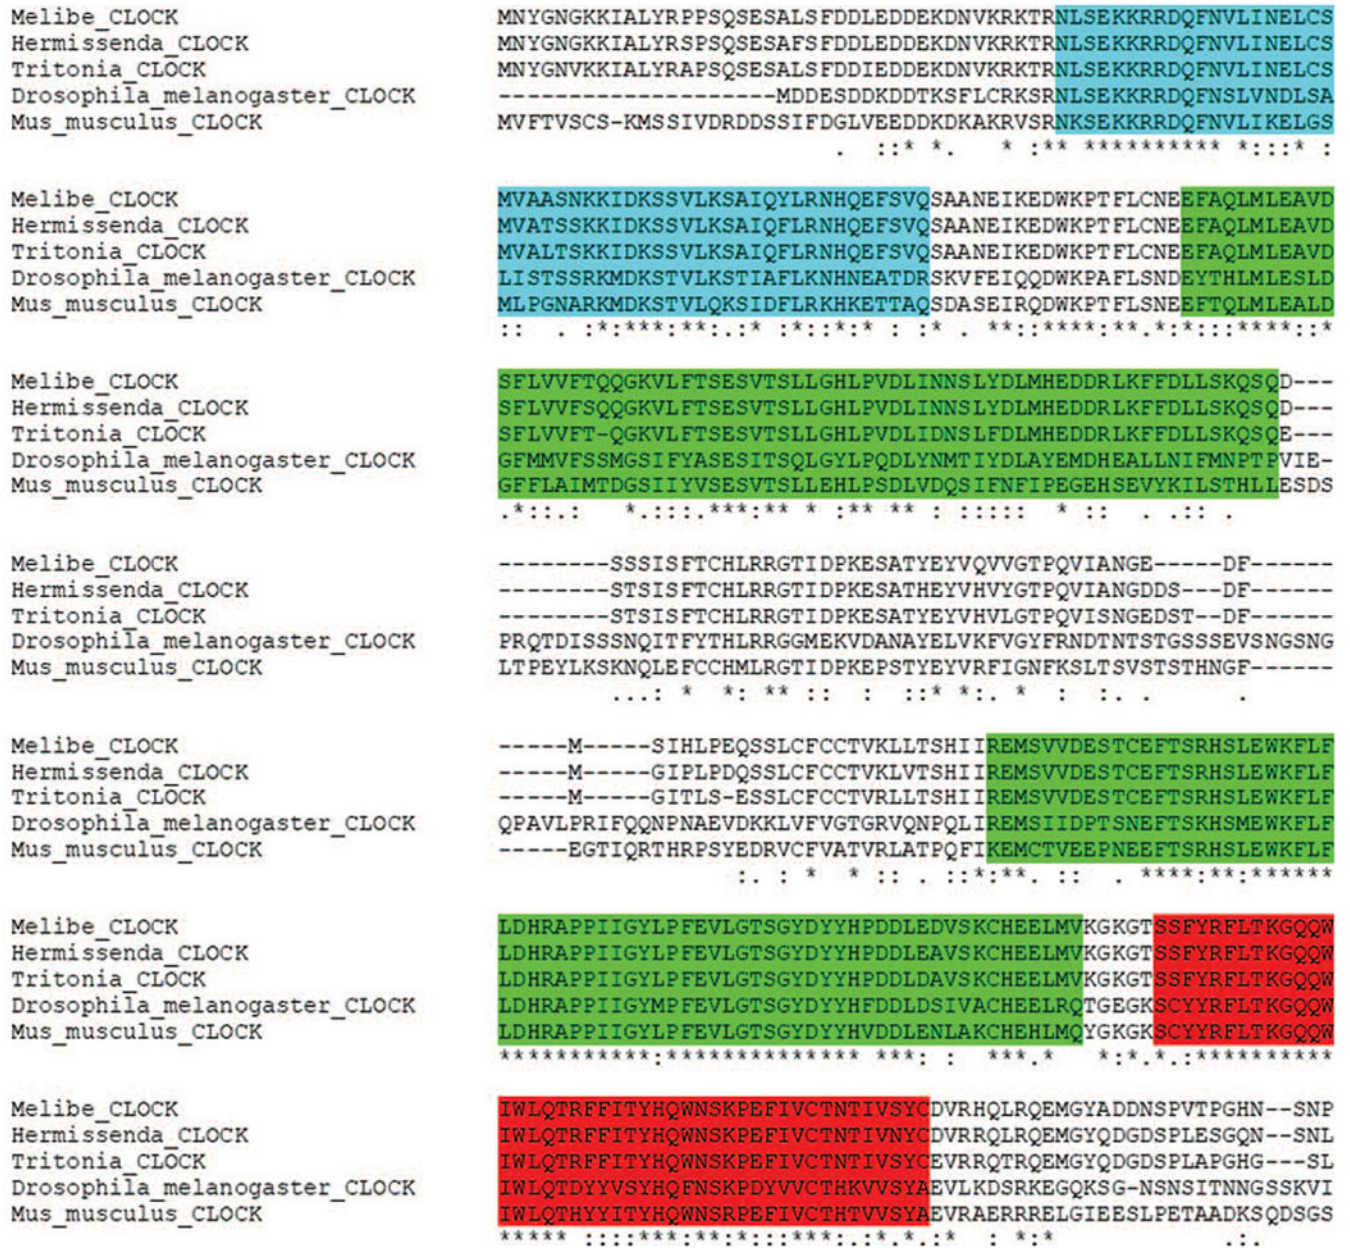 Melibe_CLOCK MNYGNGKKIALYRPPSQSESALSFDDLEDDEKDNVKRKTRNLSEKKRRDQFNVLINELCS
Hermissenda_CLOCK MNYGNGKKIALYRSPSQSESAFSFDDLEDDEKDNVKRKTRNLSEKKRRDQFNVLINELCS
Tritonia_CLOCK MNYGNVKKIALYRAPSQSESALSFDDIEDDEKDNVKRKTRNLSEKKRRDQFNVLINELCS
Drosophila_melanogaster_CLOCK --------------------MDDESDDKDDTKSFLCRKSRNLSEKKRRDQFNSLVNDLSA
Mus_musculus_CLOCK MVFTVSCS-KMSSIVDRDDSSIFDGLVEEDDKDKAKRVSRNKSEKKRRDQFNVLIKELGS
. ::* *. * :** ********** *:::* :
Melibe_CLOCK MVAASNKKIDKSSVLKSAIQYLRNHQEFSVQSAANEIKEDWKPTFLCNEEFAQLMLEAVD
Hermissenda_CLOCK MVATSSKKIDKSSVLKSAIQFLRNHQEFSVQSAANEIKEDWKPTFLCNEEFAQLMLEAVD
Tritonia_CLOCK MVALTSKKIDKSSVLKSAIQFLRNHQEFSVQSAANEIKEDWKPTFLCNEEFAQLMLEAVD
Drosophila_melanogaster_CLOCK LISTSSRKMDKSTVLKSTIAFLKNHNEATDRSKVFEIQQDWKPAFLSNDEYTHLMLESLD
Mus_musculus_CLOCK MLPGNARKMDKSTVLQKSIDFLRKHKETTAQSDASEIRQDWKPTFLSNEEFTQLMLEALD
:: . :*:***:**:.:* *::*:* : :* . **::****:**.*:*:::****::*
Melibe_CLOCK SFLVVFTQQGKVLFTSESVTSLLGHLPVDLINNSLYDLMHEDDRLKFFDLLSKQSQD---
Hermissenda_CLOCK SFLVVFSQQGKVLFTSESVTSLLGHLPVDLINNSLYDLMHEDDRLKFFDLLSKQSQD---
Tritonia_CLOCK SFLVVFT-QGKVLFTSESVTSLLGHLPVDLIDNSLFDLMHEDDRLKFFDLLSKQSQE---
Drosophila_melanogaster_CLOCK GFMMVFSSMGSIFYASESITSQLGYLPQDLYNMTIYDLAYEMDHEALLNIFMNPTPVIE-
Mus_musculus_CLOCK GFFLAIMTDGSIIYVSESVTSLLEHLPSDLVDQSIFNFIPEGEHSEVYKILSTHLLESDS
.*::.: *.:::.***:** * :** ** : ::::: * :: . .:: .
Melibe_CLOCK --------SSSISFTCHLRRGTIDPKESATYEYVQVVGTPQVIANGE-----DF------
Hermissenda_CLOCK --------STSISFTCHLRRGTIDPKESATHEYVHVYGTPQVIANGDDS---DF------
Tritonia_CLOCK --------STSISFTCHLRRGTIDPKESATYEYVHVLGTPQVISNGEDST--DF------
Drosophila_melanogaster_CLOCK PRQTDISSSNQITFYTHLRRGGMEKVDANAYELVKFVGYFRNDTNTSTGSSSEVSNGSNG
Mus_musculus_CLOCK LTPEYLKSKNQLEFCCHMLRGTIDPKEPSTYEYVRFIGNFKSLTSVSTSTHNGF------
...: * *: ** :: : ::* *:. * : :. . .
Melibe_CLOCK -----M-----SIHLPEQSSLCFCCTVKLLTSHIIREMSVVDESTCEFTSRHSLEWKFLF
Hermissenda_CLOCK -----M-----GIPLPDQSSLCFCCTVKLVTSHIIREMSVVDESTCEFTSRHSLEWKFLF
Tritonia_CLOCK -----M-----GITLS-ESSLCFCCTVRLLTSHIIREMSVVDESTCEFTSRHSLEWKFLF
Drosophila_melanogaster_CLOCK QPAVLPRIFQQNPNAEVDKKLVFVGTGRVQNPQLIREMSIIDPTSNEFTSKHSMEWKFLF
Mus_musculus_CLOCK -----EGTIQRTHRPSYEDRVCFVATVRLATPQFIKEMCTVEEPNEEFTSRHSLEWKFLF
:. : * * :: . ::*:**. :: . ****:**:******
Melibe_CLOCK LDHRAPPIIGYLPFEVLGTSGYDYYHPDDLEDVSKCHEELMVKGKGTSSFYRFLTKGQQW
Hermissenda_CLOCK LDHRAPPIIGYLPFEVLGTSGYDYYHPDDLEAVSKCHEELMVKGKGTSSFYRFLTKGQQW
Tritonia_CLOCK LDHRAPPIIGYLPFEVLGTSGYDYYHPDDLDAVSKCHEELMVKGKGTSSFYRFLTKGQQW
Drosophila_melanogaster_CLOCK LDHRAPPIIGYMPFEVLGTSGYDYYHFDDLDSIVACHEELRQTGEGKSCYYRFLTKGQQW
Mus_musculus_CLOCK LDHRAPPIIGYLPFEVLGTSGYDYYHVDDLENLAKCHEHLMQYGKGKSCYYRFLTKGQQW
***********:************** ***: : ***.* *:*.*.:**********
Melibe_CLOCK IWLQTRFFITYHQWNSKPEFIVCTNTIVSYCDVRHQLRQEMGYADDNSPVTPGHN--SNP
Hermissenda_CLOCK IWLQTRFFITYHQWNSKPEFIVCTNTIVNYCDVRRQLRQEMGYQDGDSPLESGQN--SNL
Tritonia_CLOCK IWLQTRFFITYHQWNSKPEFIVCTNTIVSYCEVRRQTRQEMGYQDGDSPLAPGHG---SL
Drosophila_melanogaster_CLOCK IWLQTDYYVSYHQFNSKPDYVVCTHKVVSYAEVLKDSRKEGQKSG-NSNSITNNGSSKVI
Mus_musculus_CLOCK IWLQTHYYITYHQWNSRPEFIVCTHTVVSYAEVRAERRRELGIEESLPETAADKSQDSGS
***** ::::***:**:*:::***:.:*.*.:* : *:* .:.